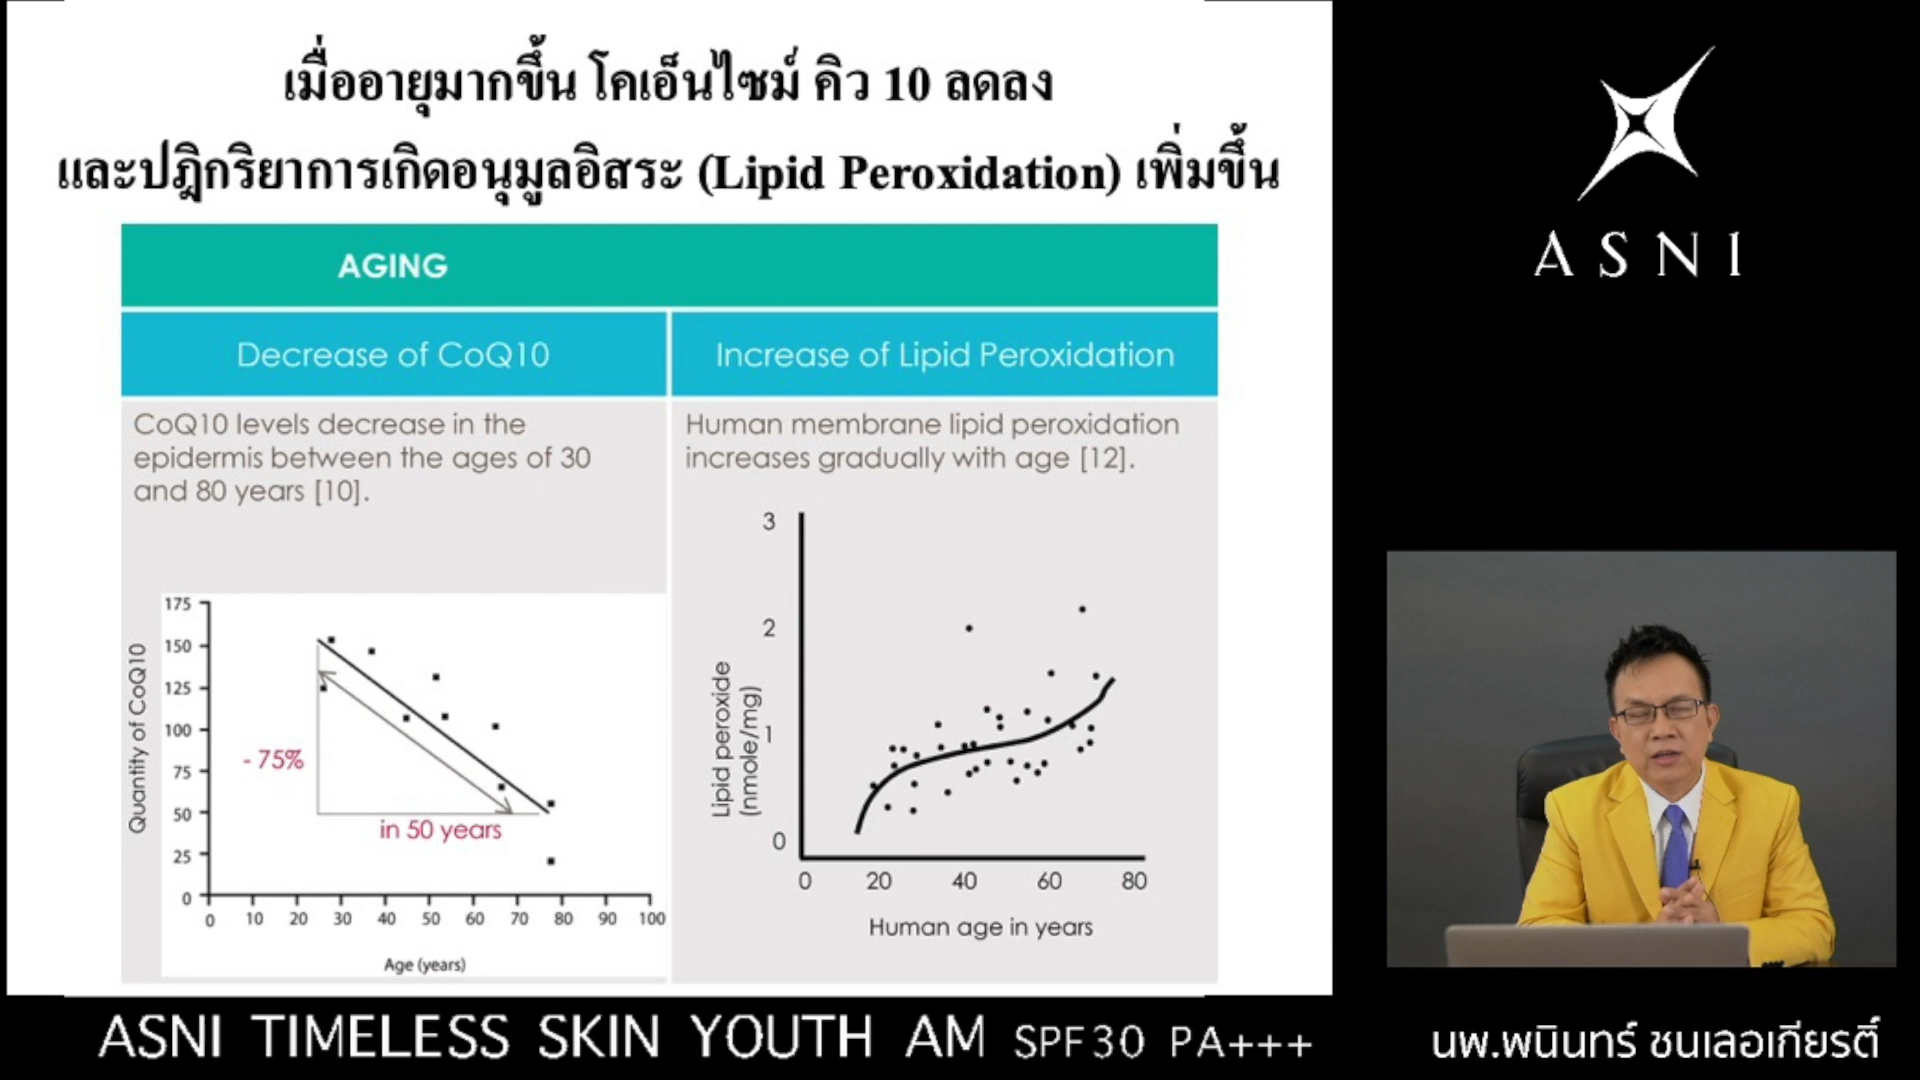 เมื่ออายุมากขึ้น โคเอ็นไซม์ คิว 10 ลดลง
และปฎิกริยาการเกิดอนุมูลอิสระ (Lipid Peroxidation) เพิ่มขึ้น
AGING
Decrease of CoQ10
Increase of Lipid Peroxidation
CoQ10 levels decrease in the
epidermis between the ages of 30
and 80 years [10].
Human membrane lipid peroxidation
increases gradually with age [12].
Quantity of CoQ10
175
150
125
100
75
50
25
0
- 75%
in 50 years
0 10 20 30 40 50 60 70 80 90 100
Age (years)
Lipid peroxide
(nmole/mg)
3
2
1
0
0 20 40 60 80
Human age in years
ASNI
ASNI TIMELESS SKIN YOUTH AM SPF30 PA+++
นพ.พนินทร์ ชนเลอเกียรติ์